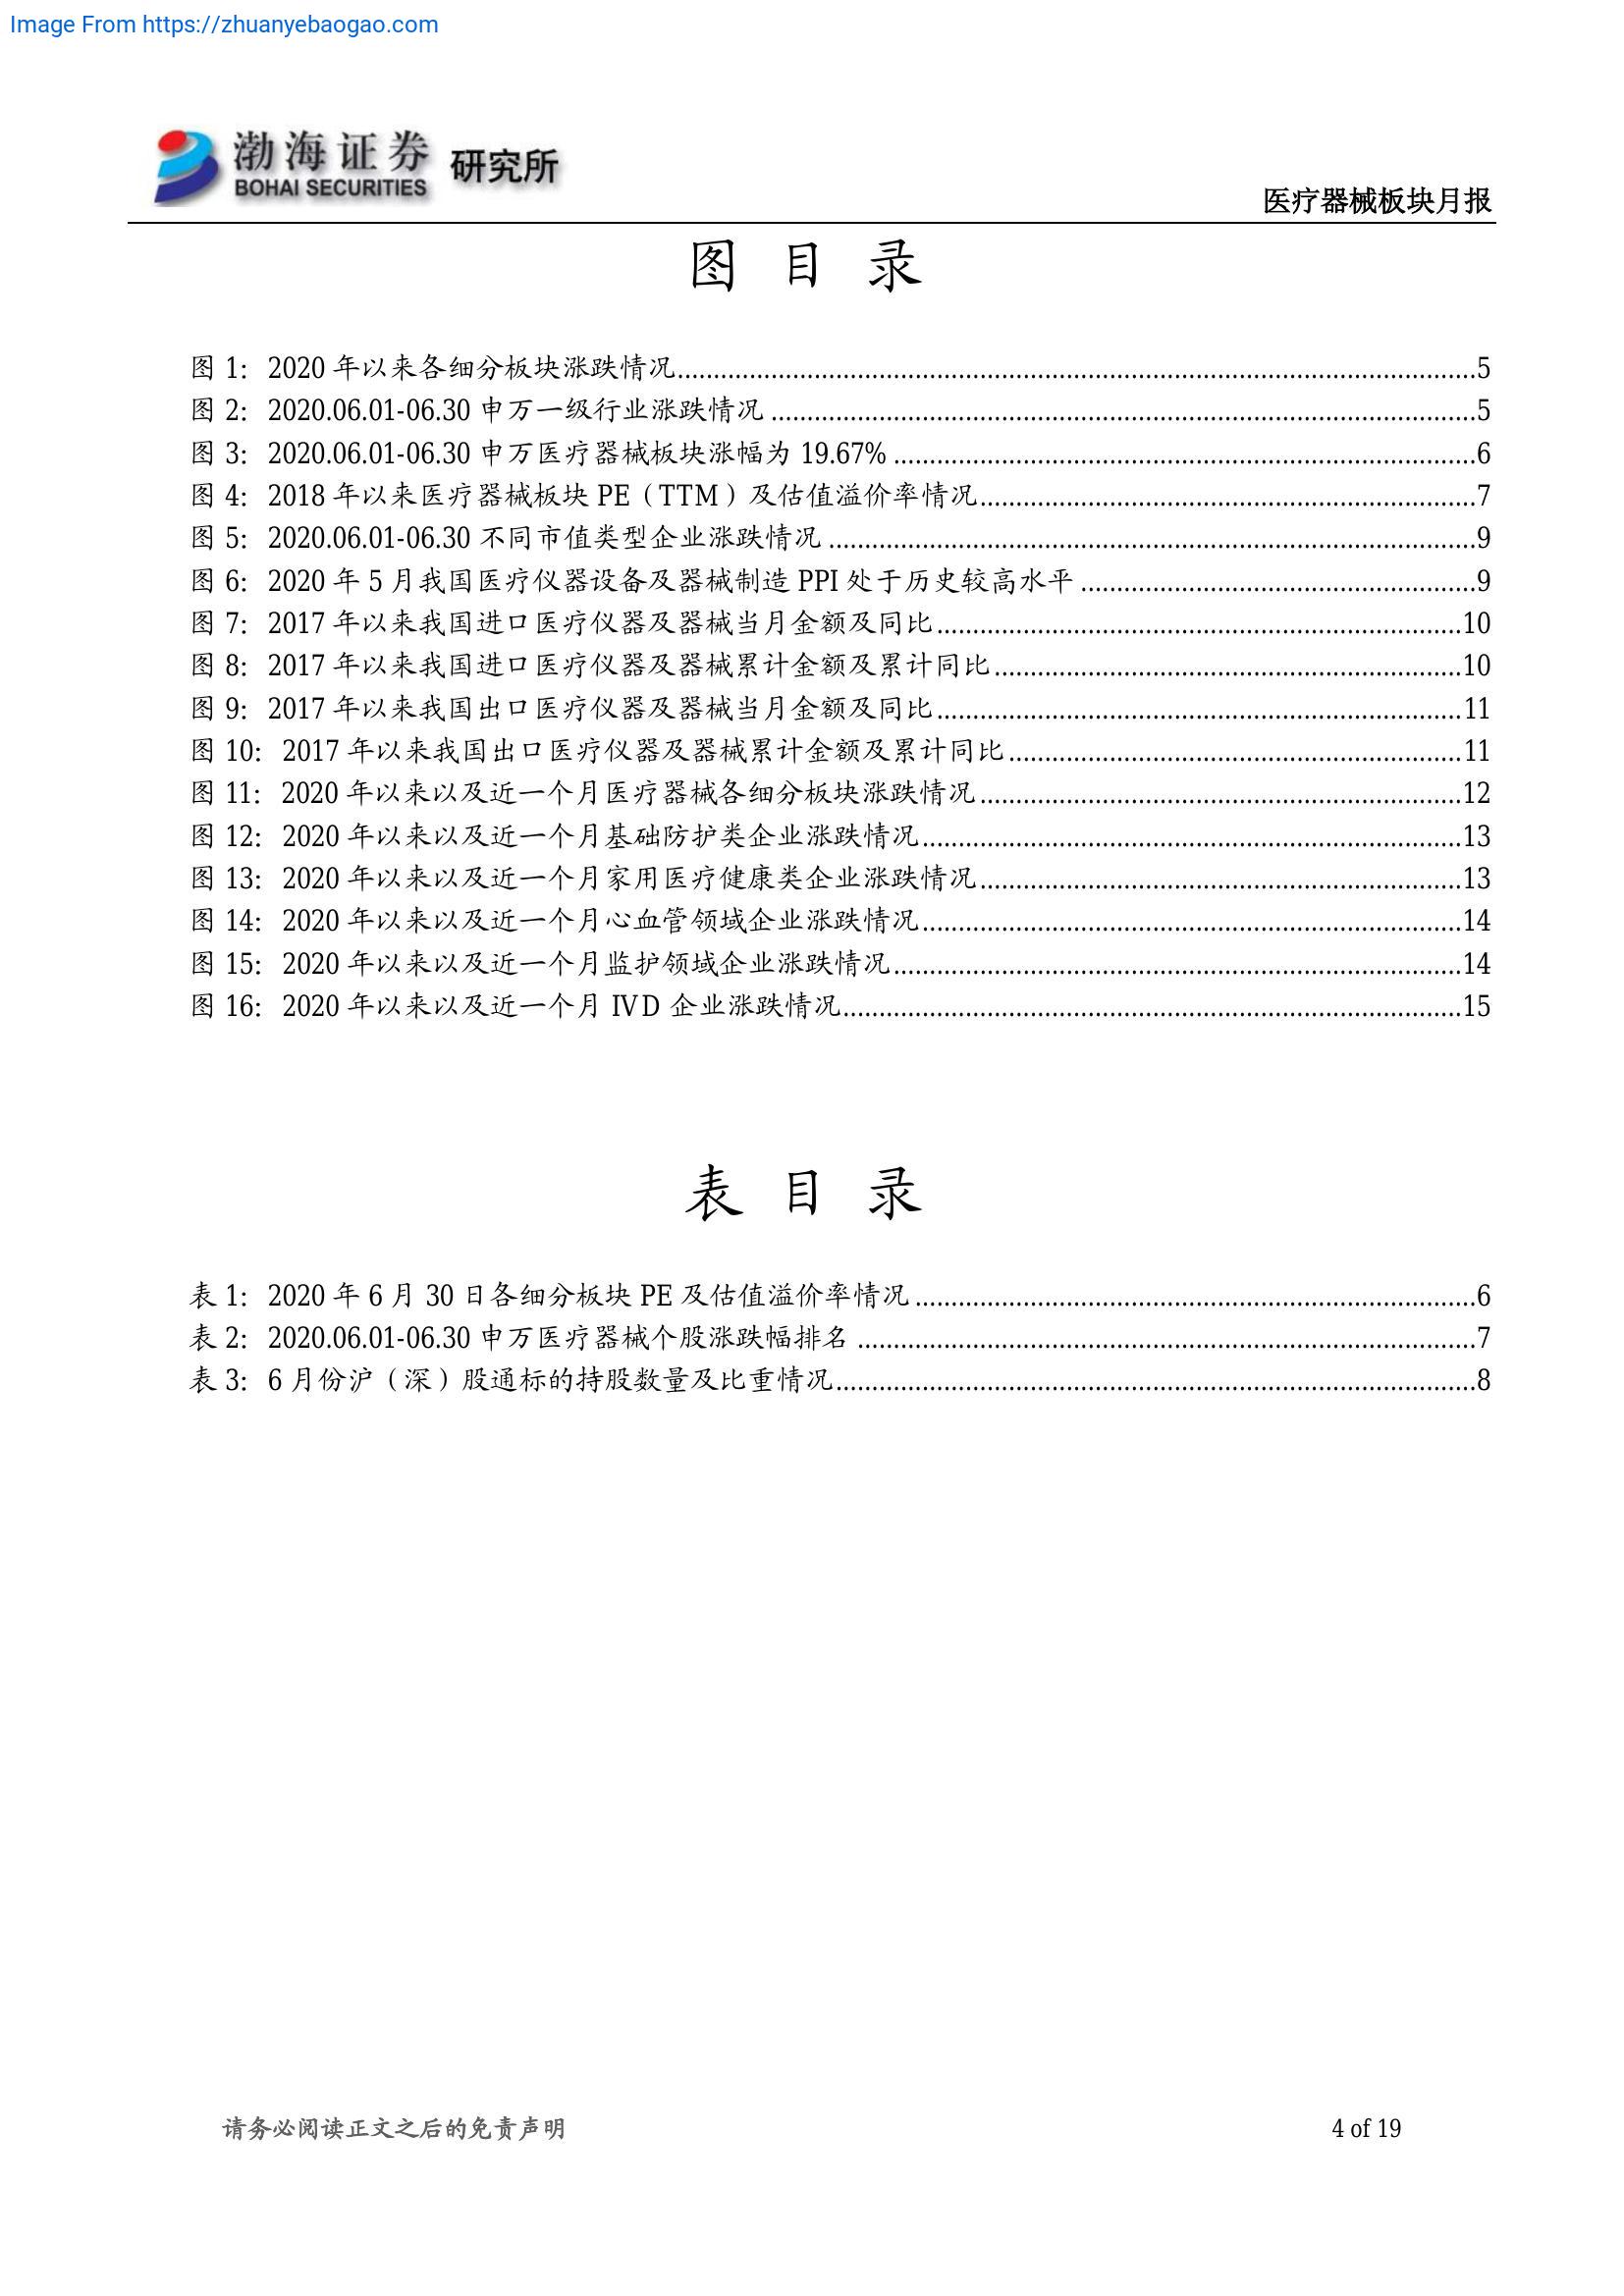 Image From https://zhuanyebaogao.com
渤海证券 研究所
BOHAI SECURITIES
医疗器械板块月报
图 目 录
图 1: 2020 年以来各细分板块涨跌情况.....5
图 2: 2020.06.01-06.30 申万一级行业涨跌情况.....5
图 3: 2020.06.01-06.30 申万医疗器械板块涨幅为 19.67%.....6
图 4: 2018 年以来医疗器械板块 PE（TTM）及估值溢价率情况.....7
图 5: 2020.06.01-06.30 不同市值类型企业涨跌情况.....9
图 6: 2020 年 5 月我国医疗仪器设备及器械制造 PPI 处于历史较高水平.....9
图 7: 2017 年以来我国进口医疗仪器及器械当月金额及同比.....10
图 8: 2017 年以来我国进口医疗仪器及器械累计金额及累计同比.....10
图 9: 2017 年以来我国出口医疗仪器及器械当月金额及同比.....11
图 10: 2017 年以来我国出口医疗仪器及器械累计金额及累计同比.....11
图 11: 2020 年以来以及近一个月医疗器械各细分板块涨跌情况.....12
图 12: 2020 年以来以及近一个月基础防护类企业涨跌情况.....13
图 13: 2020 年以来以及近一个月家用医疗健康类企业涨跌情况.....13
图 14: 2020 年以来以及近一个月心血管领域企业涨跌情况.....14
图 15: 2020 年以来以及近一个月监护领域企业涨跌情况.....14
图 16: 2020 年以来以及近一个月 IVD 企业涨跌情况.....15
表 目 录
表 1: 2020 年 6 月 30 日各细分板块 PE 及估值溢价率情况.....6
表 2: 2020.06.01-06.30 申万医疗器械个股涨跌幅排名.....7
表 3: 6 月份沪（深）股通标的持股数量及比重情况.....8
请务必阅读正文之后的免责声明
4 of 19